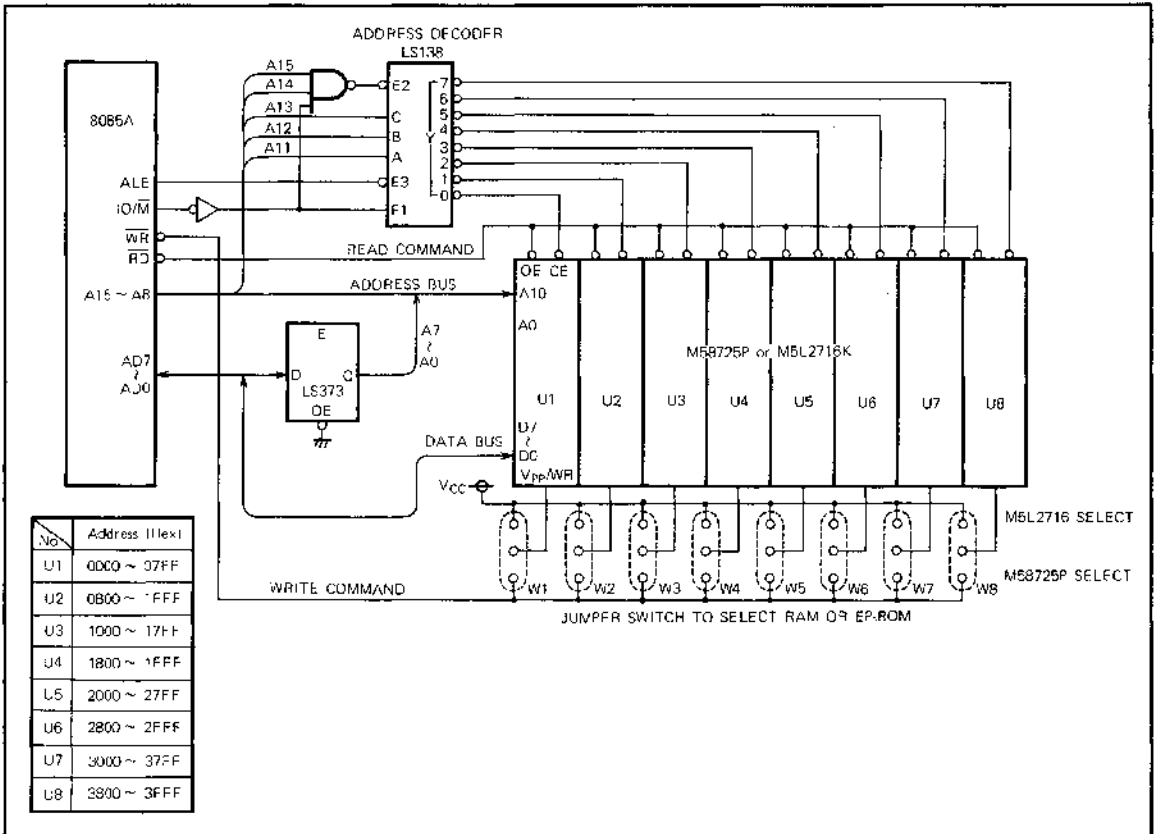 ADDRESS DECODER
LS138
8085A
A15
A14
A13
A12
A11
E2
C
B
A
E3
E1
Y
7
6
5
4
3
2
1
0
ALE
IO/M
WR
RD
READ COMMAND
A15 ~ A8
ADDRESS BUS
AD7
~
AD0
E
D
LS373
OE
A7
~
A0
OE CE
A10
A0
M58725P or M5L2716K
U1
U2
U3
U4
U5
U6
U7
U8
D7
~
D0
DATA BUS
VPP/WR
VCC
M5L2716 SELECT
M58725P SELECT
WRITE COMMAND
W1
W2
W3
W4
W5
W6
W7
W8
JUMPER SWITCH TO SELECT RAM OR EP-ROM
No Address (Hex)
U1 0000 ~ 07FF
U2 0800 ~
U3 1000 ~ 17FF
U4 1800 ~ 1FFF
U5 2000 ~ 27FF
U6 2800 ~ 2FFF
U7 3000 ~ 37FF
U8 3800 ~ 3FFF